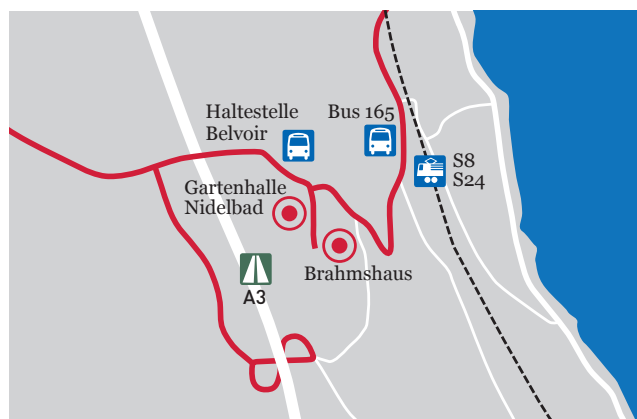 Haltestelle
Belvoir
Bus 165
S8
S24
Gartenhalle
Nidelbad
Brahmshaus
A3